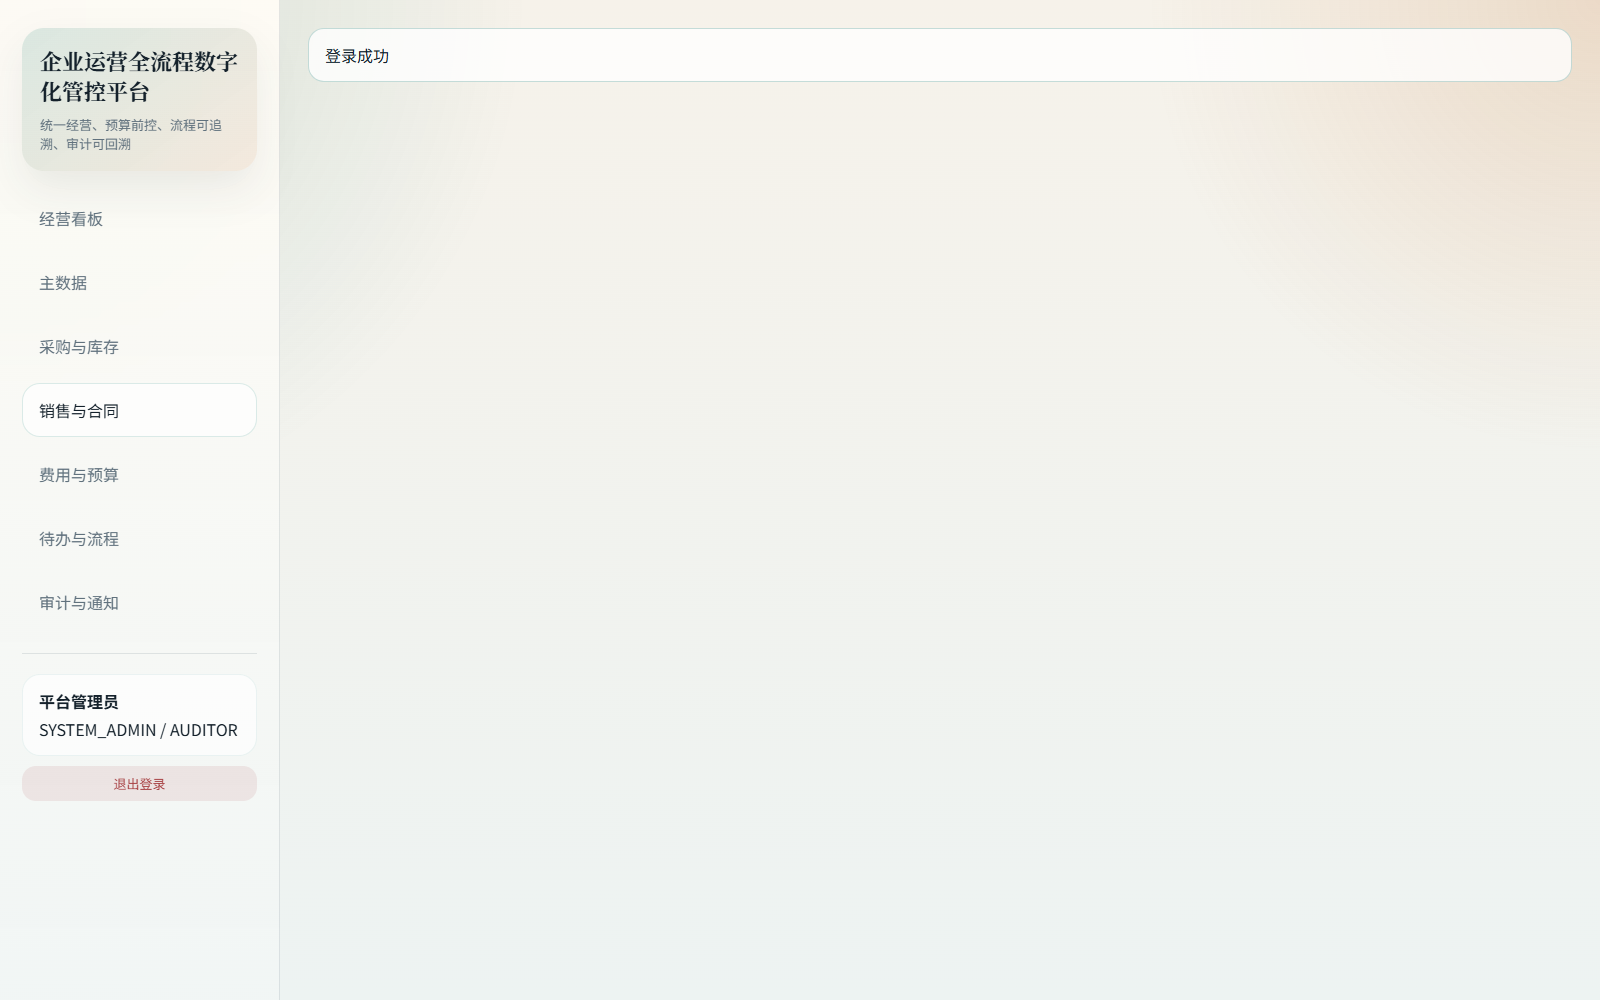 企业运营全流程数字
化管控平台
统一经营、预算前控、流程可追
溯、审计可回溯
经营看板
主数据
采购与库存
销售与合同
费用与预算
待办与流程
审计与通知
平台管理员
SYSTEM_ADMIN / AUDITOR
退出登录
登录成功